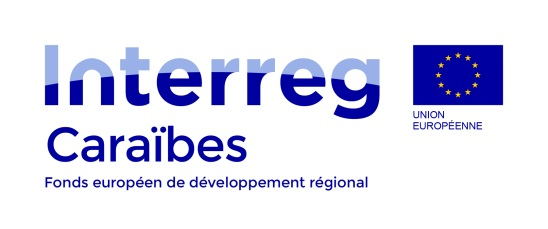 Interreg
Caraïbes
Fonds européen de développement régional
UNION
EUROPÉENNE